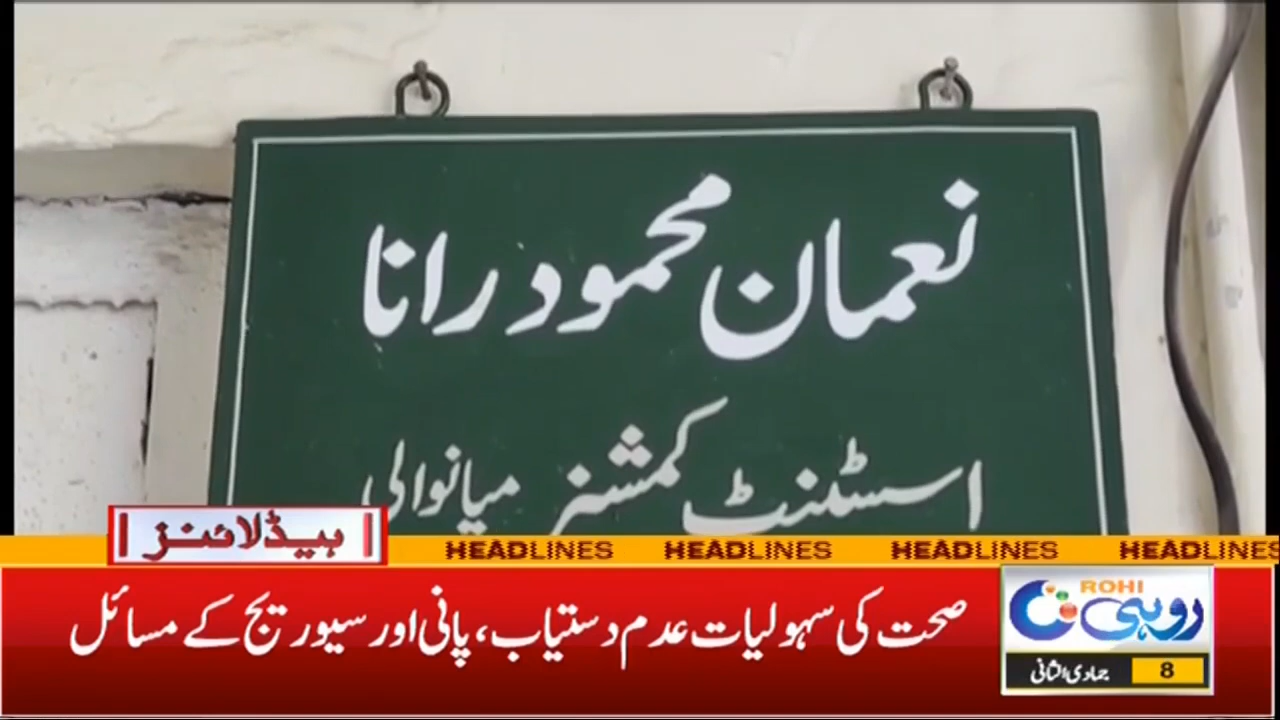 نعمان محمود رانا
اسسٹنٹ کمشنر میانوالی
ہیڈلائنز
HEADLINES HEADLINES HEADLINES HEADLINES
صحت کی سہولیات عدم دستیاب، پانی اور سیوریج کے مسائل
ROHI
روہی
8 جمادی الثانی